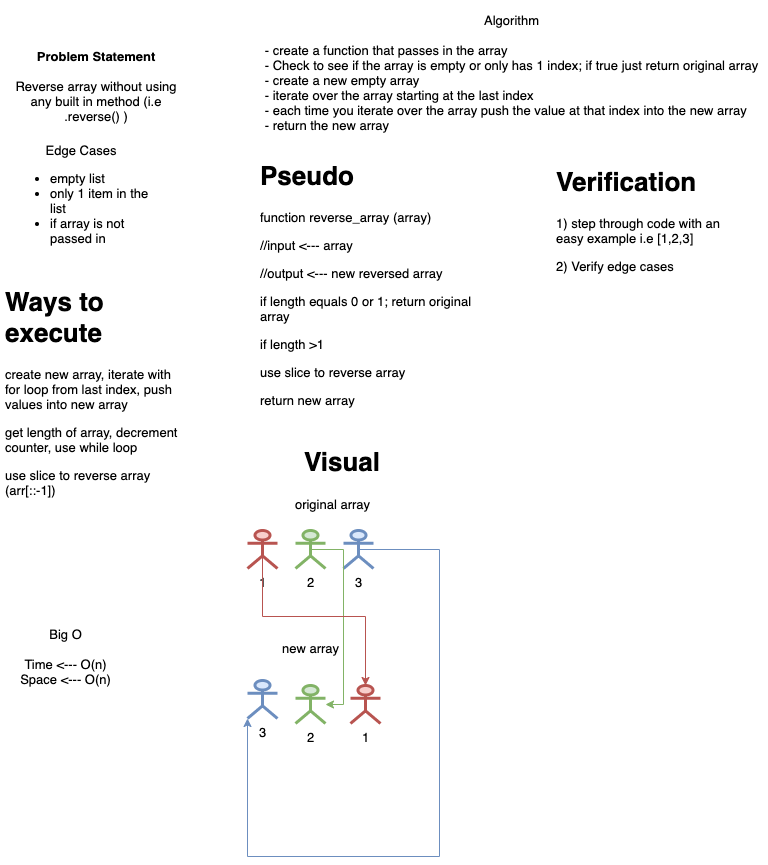 Algorithm
Problem Statement
- create a function that passes in the array
- Check to see if the array is empty or only has 1 index; if true just return original array
- create a new empty array
- iterate over the array starting at the last index
- each time you iterate over the array push the value at that index into the new array
- return the new array
Reverse array without using
any built in method (i.e
.reverse() )
Edge Cases
• empty list
• only 1 item in the
list
• if array is not
passed in
Pseudo
function reverse_array (array)
//input <--- array
//output <--- new reversed array
if length equals 0 or 1; return original
array
if length >1
use slice to reverse array
return new array
Verification
1) step through code with an
easy example i.e [1,2,3]
2) Verify edge cases
Ways to
execute
create new array, iterate with
for loop from last index, push
values into new array
get length of array, decrement
counter, use while loop
use slice to reverse array
(arr[::-1])
Visual
original array
1 2 3
new array
3 2 1
Big O
Time <--- O(n)
Space <--- O(n)